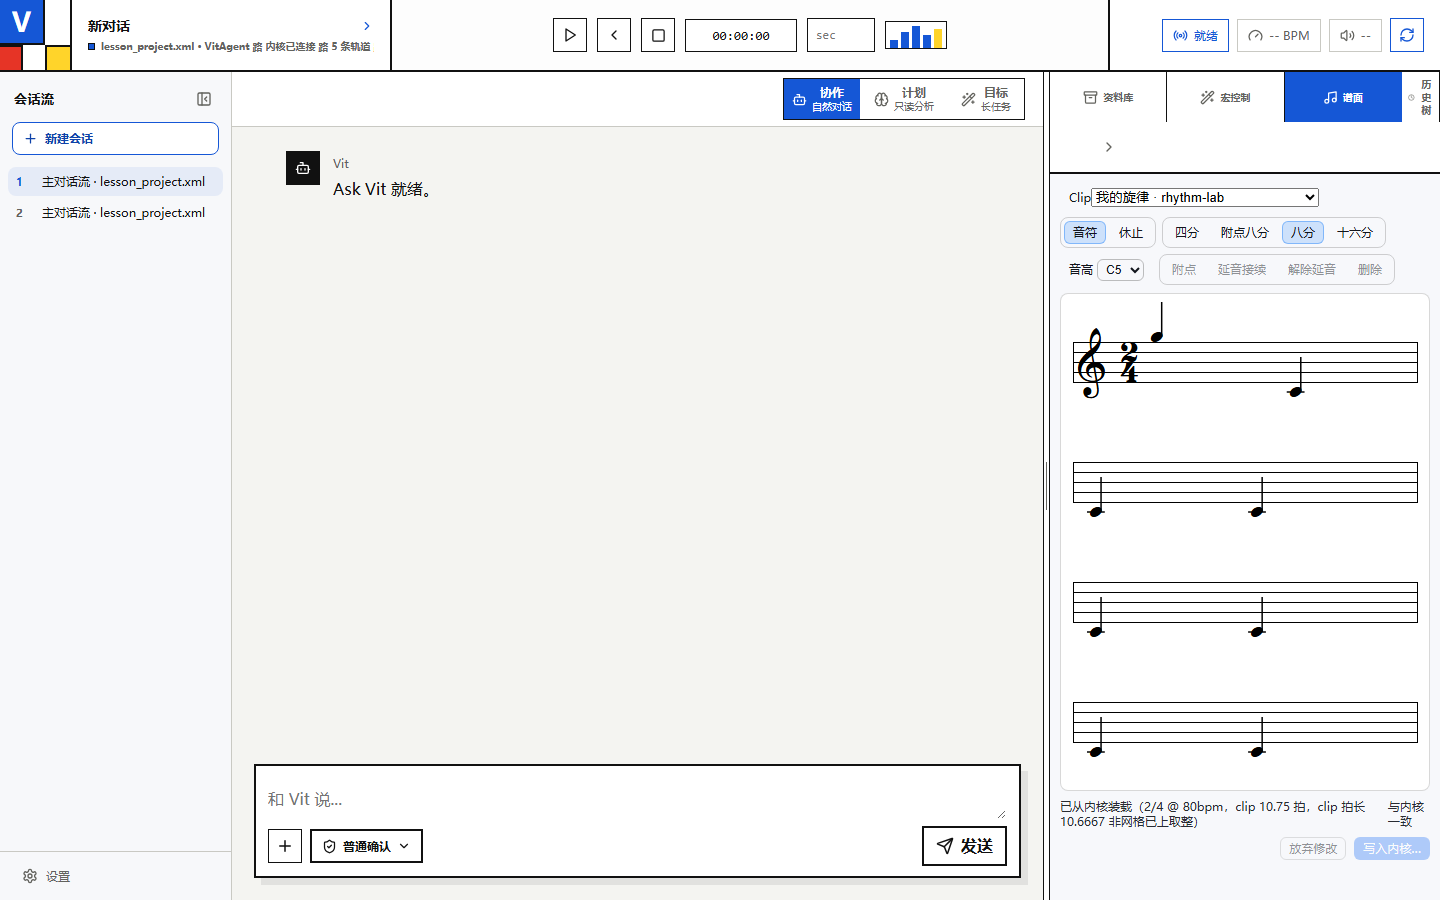 V
新对话
lesson_project.xml • VitAgent 踣 内核已连接 踣 5 条轨道
00:00:00
sec
就绪
-- BPM
--
会话流
新建会话
1 主对话流 · lesson_project.xml
2 主对话流 · lesson_project.xml
设置
协作
自然对话
计划
只读分析
目标
长任务
Vit
Ask Vit 就绪。
和 Vit 说...
普通确认
发送
资料库
宏控制
谱面
历史树
Clip 我的旋律 · rhythm-lab
音符 休止 四分 附点八分 八分 十六分
音高 C5 附点 延音接续 解除延音 删除
2
4
已从内核装载（2/4 @ 80bpm，clip 10.75 拍，clip 拍长
10.6667 非网格已上取整）
与内核
一致
放弃修改 写入内核...